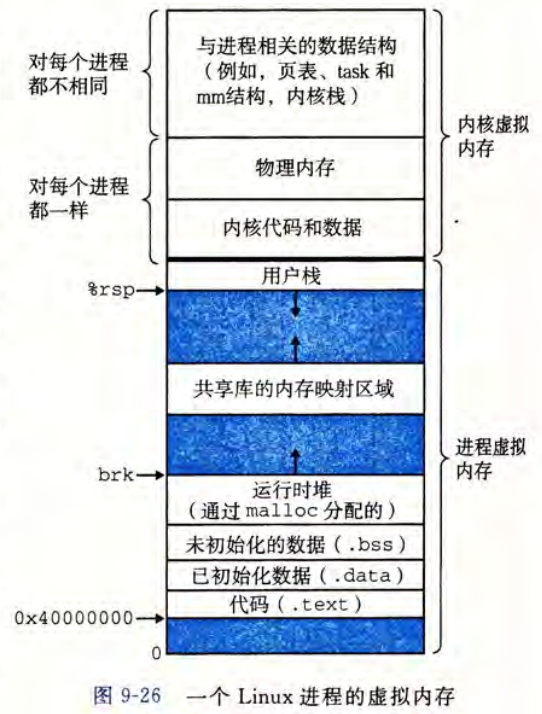 对每个进程
都不相同
与进程相关的数据结构
（例如，页表、task 和
mm结构，内核栈）
内核虚拟
内存
对每个进程
都一样
物理内存
内核代码和数据
用户栈
%rsp
共享库的内存映射区域
进程虚拟
内存
brk
运行时堆
（通过 malloc 分配的）
未初始化的数据（.bss）
已初始化数据（.data）
代码（.text）
0x40000000
0
图 9-26 一个 Linux 进程的虚拟内存